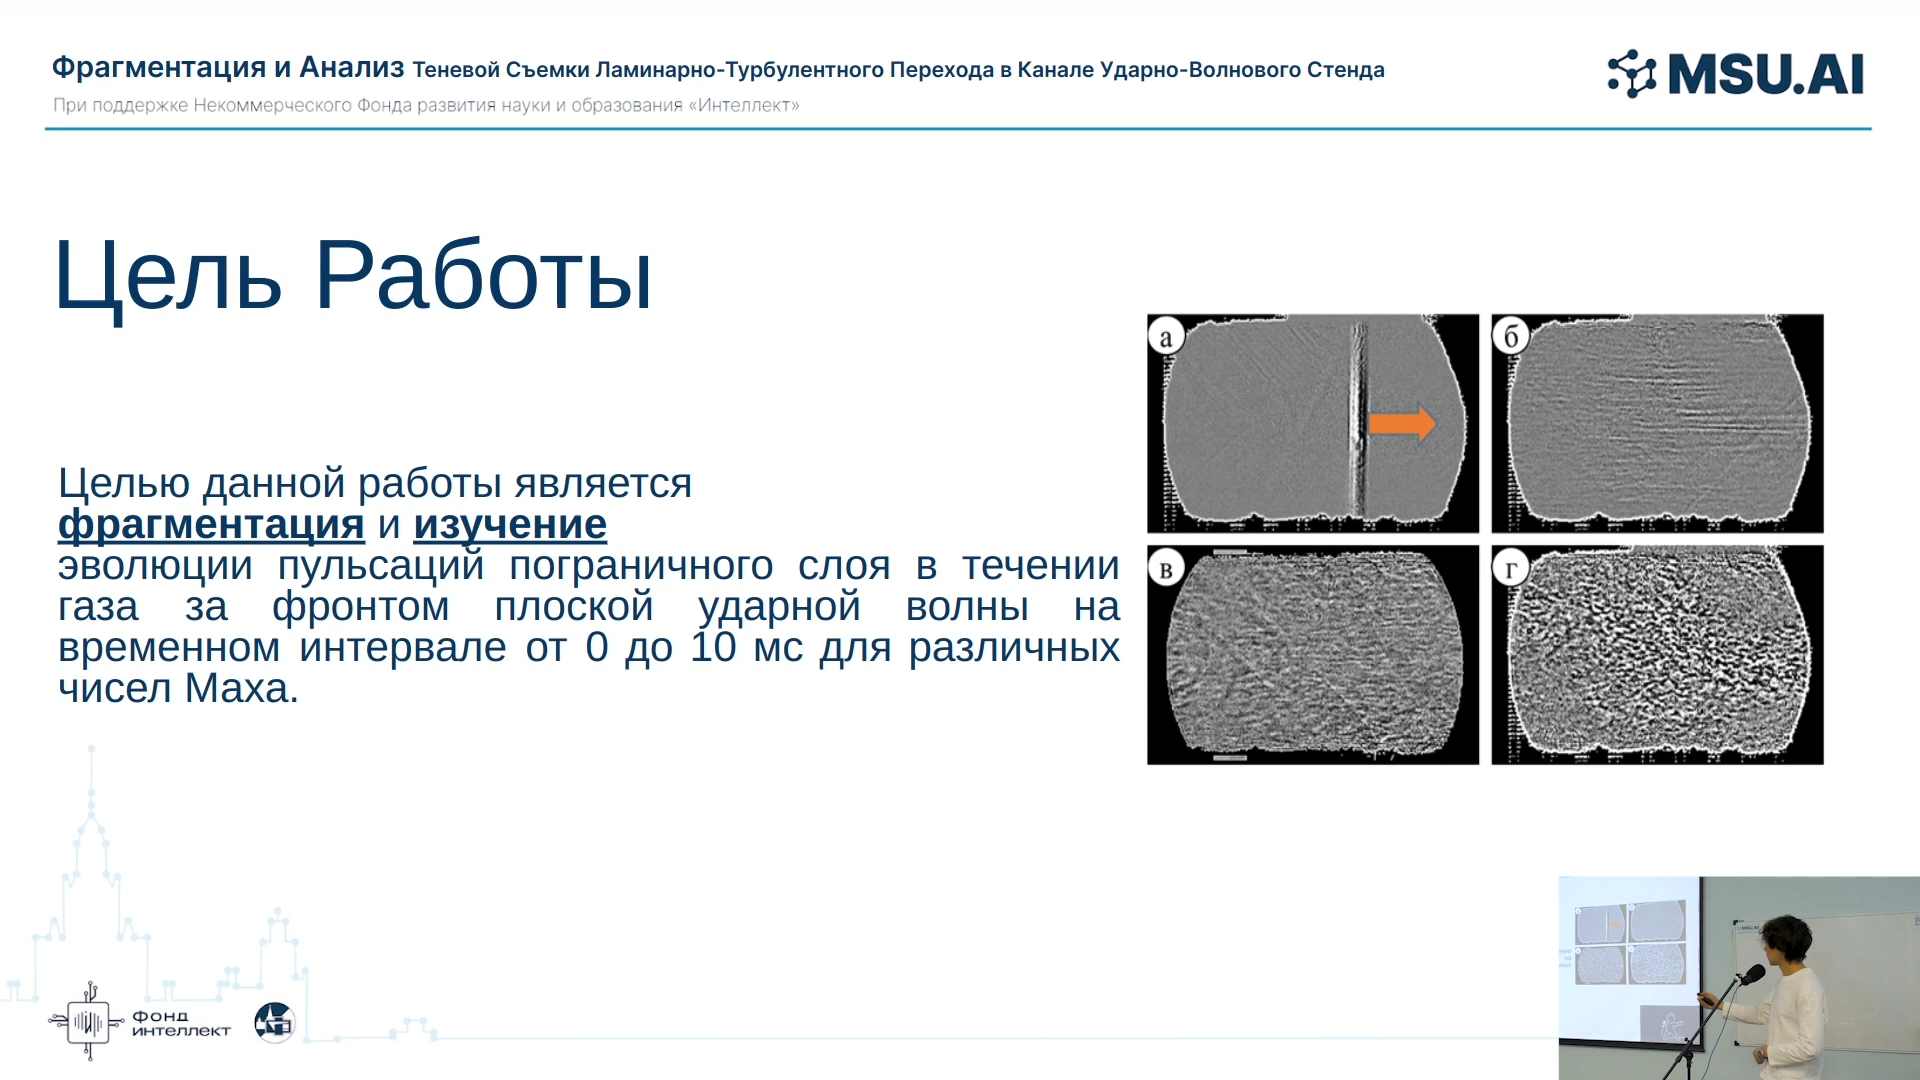 Фрагментация и Анализ Теневой Съемки Ламинарно-Турбулентного Перехода в Канале Ударно-Волнового Стенда
При поддержке Некоммерческого Фонда развития науки и образования «Интеллект»
MSU.AI
Цель Работы
Целью данной работы является
фрагментация и изучение
эволюции пульсаций пограничного слоя в течении
газа за фронтом плоской ударной волны на
временном интервале от 0 до 10 мс для различных
чисел Маха.
а
б
в
г
ФОНД
ИНТЕЛЛЕКТ